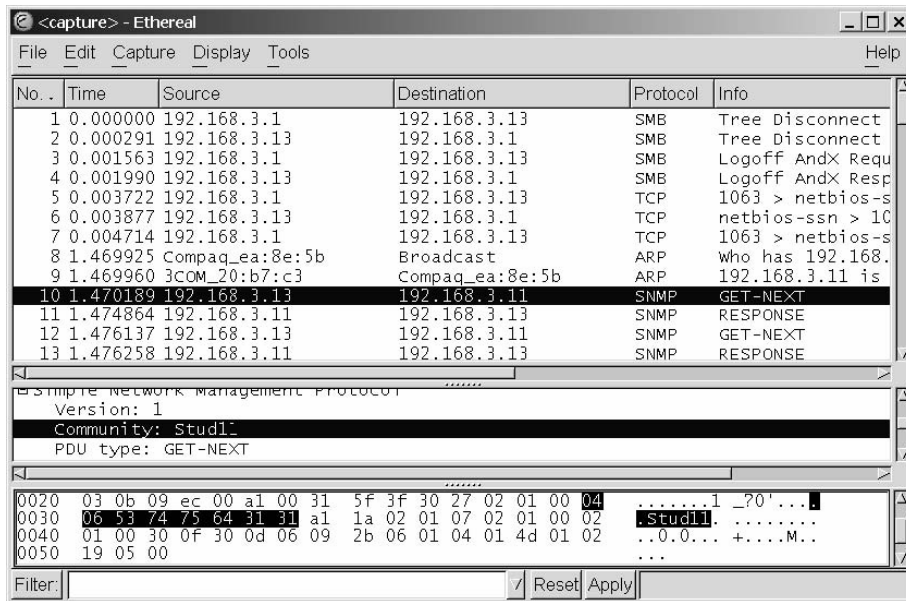 <capture> - Ethereal
File Edit Capture Display Tools Help
No. . Time Source Destination Protocol Info
1 0.000000 192.168.3.1 192.168.3.13 SMB Tree Disconnect
2 0.000291 192.168.3.13 192.168.3.1 SMB Tree Disconnect
3 0.001563 192.168.3.1 192.168.3.13 SMB Logoff AndX Requ
4 0.001990 192.168.3.13 192.168.3.1 SMB Logoff AndX Resp
5 0.003722 192.168.3.1 192.168.3.13 TCP 1063 > netbios-s
6 0.003877 192.168.3.13 192.168.3.1 TCP netbios-ssn > 10
7 0.004714 192.168.3.1 192.168.3.13 TCP 1063 > netbios-s
8 1.469925 Compaq_ea:8e:5b Broadcast ARP Who has 192.168.
9 1.469960 3COM_20:b7:c3 Compaq_ea:8e:5b ARP 192.168.3.11 is
10 1.470189 192.168.3.13 192.168.3.11 SNMP GET-NEXT
11 1.474864 192.168.3.11 192.168.3.13 SNMP RESPONSE
12 1.476137 192.168.3.13 192.168.3.11 SNMP GET-NEXT
13 1.476258 192.168.3.11 192.168.3.13 SNMP RESPONSE
Simple Network Management Protocol
Version: 1
Community: Stud11
PDU type: GET-NEXT
0020 03 0b 09 ec 00 a1 00 31 5f 3f 30 27 02 01 00 04 .......1 _?0'....
0030 06 53 74 75 64 31 31 a1 1a 02 01 07 02 01 00 02 .Stud11. ........
0040 01 00 30 0f 30 0d 06 09 2b 06 01 04 01 4d 01 02 ..0.0... +....M..
0050 19 05 00 ...
Filter: Reset Apply